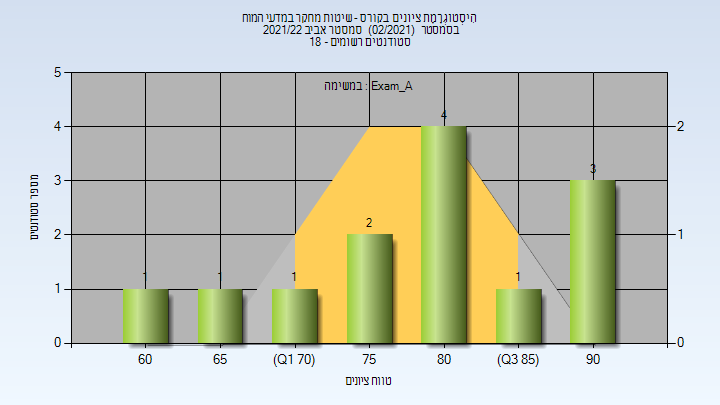 היסטוגרמת ציונים בקורס - שיטות מחקר במדעי המוח
בסמסטר (02/2021) סמסטר אביב 2021/22
סטודנטים רשומים - 18
במשימה : Exam_A
מספר סטודנטים
5
4
3
2
1
0
2
1
0
1
1
1
2
4
1
3
60
65
(Q1 70)
75
80
(Q3 85)
90
טווח ציונים